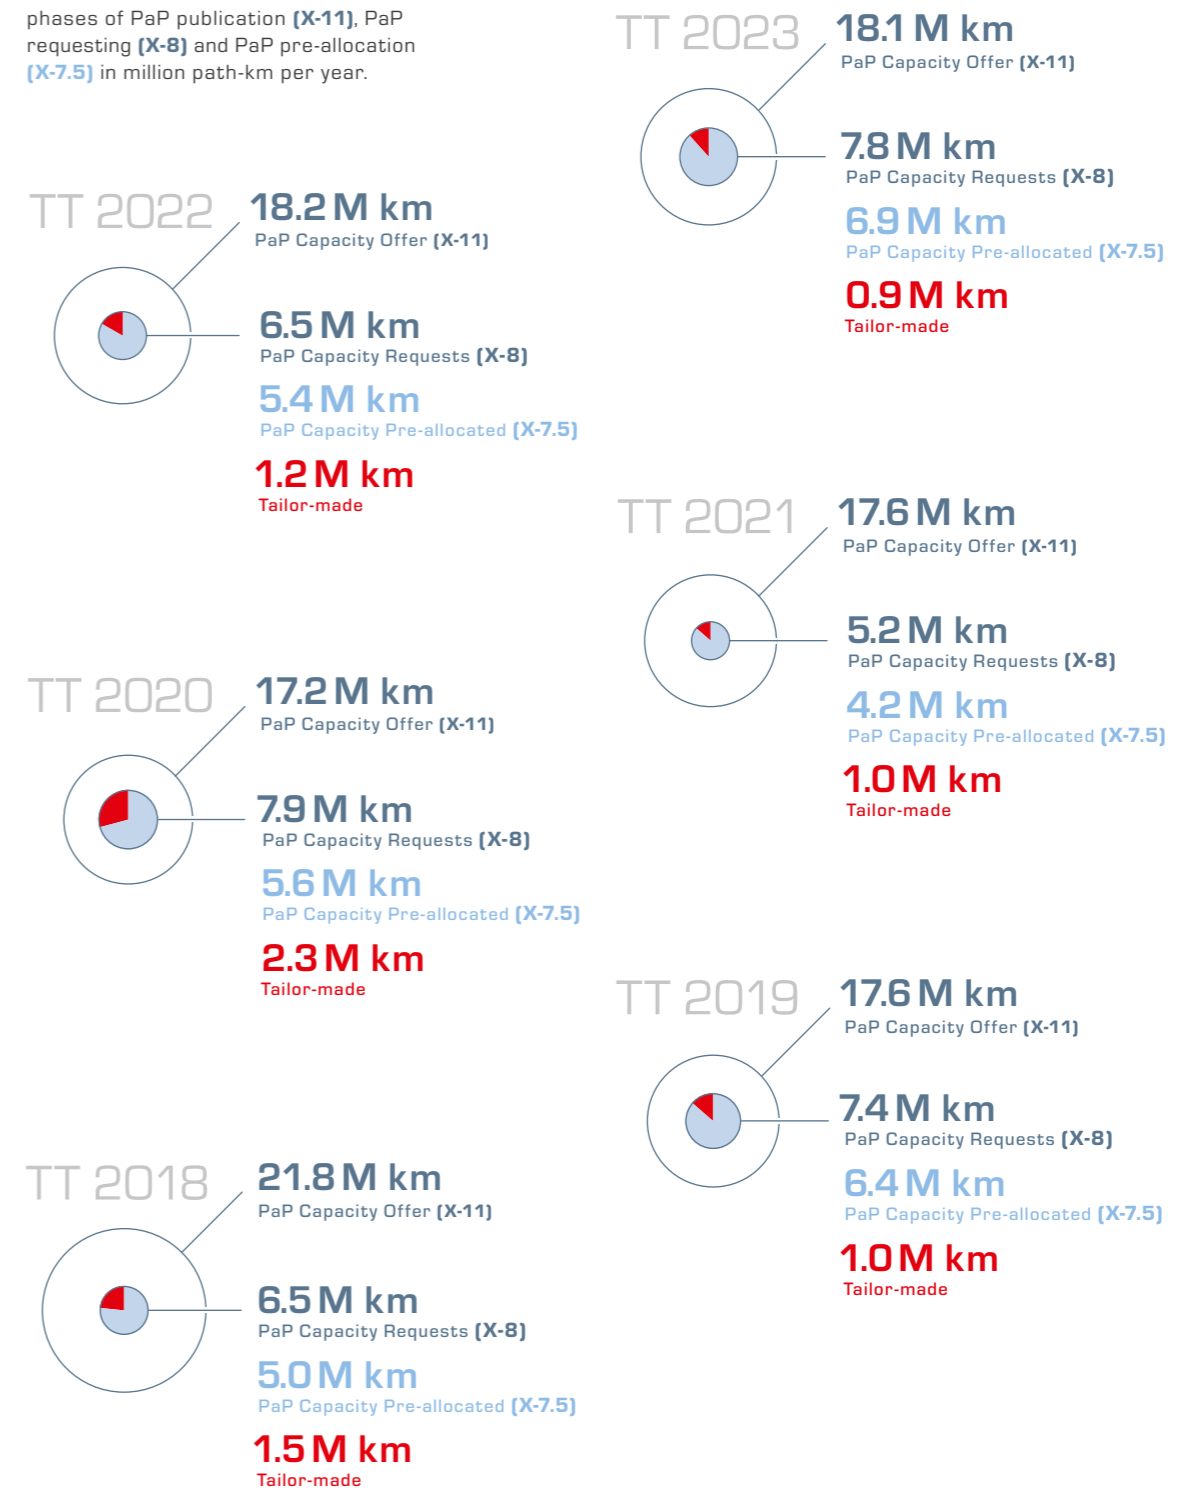 phases of PaP publication (X-11), PaP
requesting (X-8) and PaP pre-allocation
(X-7.5) in million path-km per year.
TT 2023
18.1 M km
PaP Capacity Offer (X-11)
7.8 M km
PaP Capacity Requests (X-8)
6.9 M km
PaP Capacity Pre-allocated (X-7.5)
0.9 M km
Tailor-made
TT 2022
18.2 M km
PaP Capacity Offer (X-11)
6.5 M km
PaP Capacity Requests (X-8)
5.4 M km
PaP Capacity Pre-allocated (X-7.5)
1.2 M km
Tailor-made
TT 2021
17.6 M km
PaP Capacity Offer (X-11)
5.2 M km
PaP Capacity Requests (X-8)
4.2 M km
PaP Capacity Pre-allocated (X-7.5)
1.0 M km
Tailor-made
TT 2020
17.2 M km
PaP Capacity Offer (X-11)
7.9 M km
PaP Capacity Requests (X-8)
5.6 M km
PaP Capacity Pre-allocated (X-7.5)
2.3 M km
Tailor-made
TT 2019
17.6 M km
PaP Capacity Offer (X-11)
7.4 M km
PaP Capacity Requests (X-8)
6.4 M km
PaP Capacity Pre-allocated (X-7.5)
1.0 M km
Tailor-made
TT 2018
21.8 M km
PaP Capacity Offer (X-11)
6.5 M km
PaP Capacity Requests (X-8)
5.0 M km
PaP Capacity Pre-allocated (X-7.5)
1.5 M km
Tailor-made